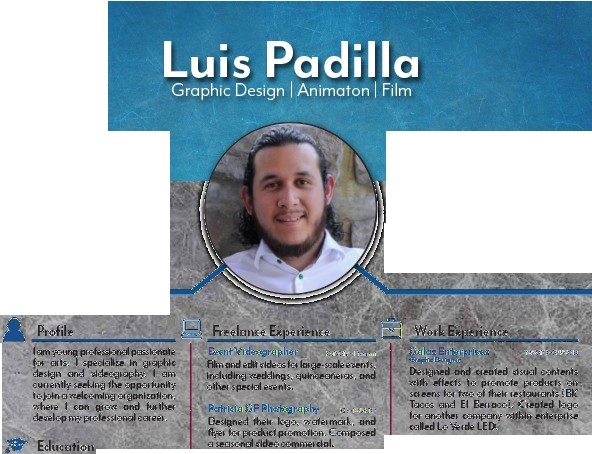 Luis Padilla
Graphic Design | Animaton | Film
Profile
I am young professional passionate
for arts. I specialize in graphic
design and videography. I am
currently seeking the opportunity
to join a welcoming organization,
where I can grow and further
develop my professional career.
Education
Freelance Experience
Event Videographer
Film and edit videos for large-scale events,
including weddings, quinceaneras, and
other special events.
Photography
Designed their logo, watermark, and
flyer for product promotion. Composed
a seasonal video commercial.
Work Experience
Enterprises
Designed and created visual contents
with effects to promote products on
screens for two of their restaurants (BK
Tacos and El Berraco). Created logo
for another company within enterprise
called La Verde LEDs.